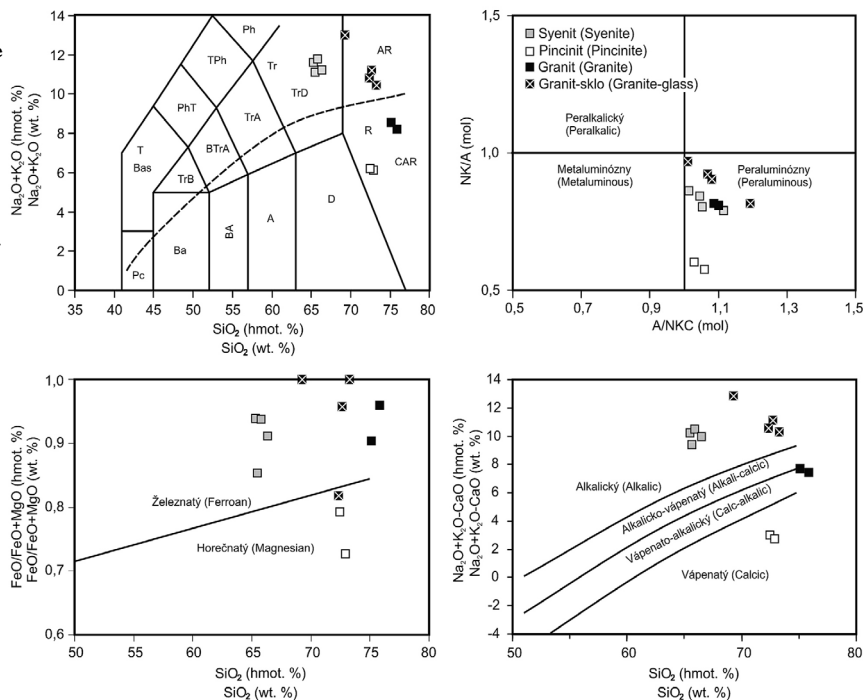 Na2O+K2O (hmot. %)
Na2O+K2O (wt. %)
16
14
12
10
8
6
4
2
0
35
41
45
50
55
60
65
70
75
80
SiO2 (hmot. %)
SiO2 (wt. %)
Ph
TPh
Tr
AR
PhT
TrD
TrA
T
Bas
BTrA
R
TrB
CAR
D
Pc
Ba
BA
A
NK/A (mol)
1,5
1,0
0,5
Syenit (Syenite)
Pincinit (Pincinite)
Granit (Granite)
Granit-sklo (Granite-glass)
Peralkalický
(Peralkalic)
Metaluminózny
(Metaluminous)
Peraluminózny
(Peraluminous)
0,5
0,7
0,9
1,1
1,3
1,5
A/NKC (mol)
FeO/FeO+MgO (hmot. %)
FeO/FeO+MgO (wt. %)
1,0
0,9
0,8
0,7
0,6
Železnatý (Ferroan)
Horečnatý (Magnesian)
50
55
60
65
70
75
80
SiO2 (hmot. %)
SiO2 (wt. %)
Na2O+K2O-CaO (hmot. %)
Na2O+K2O-CaO (wt. %)
14
12
10
8
6
4
2
0
-2
-4
Alkalický (Alkalic)
Alkalicko-vápenatý (Alkali-calcic)
Vápenato-alkalický (Calc-alkalic)
Vápenatý (Calcic)
50
60
70
80
SiO2 (hmot. %)
SiO2 (wt. %)